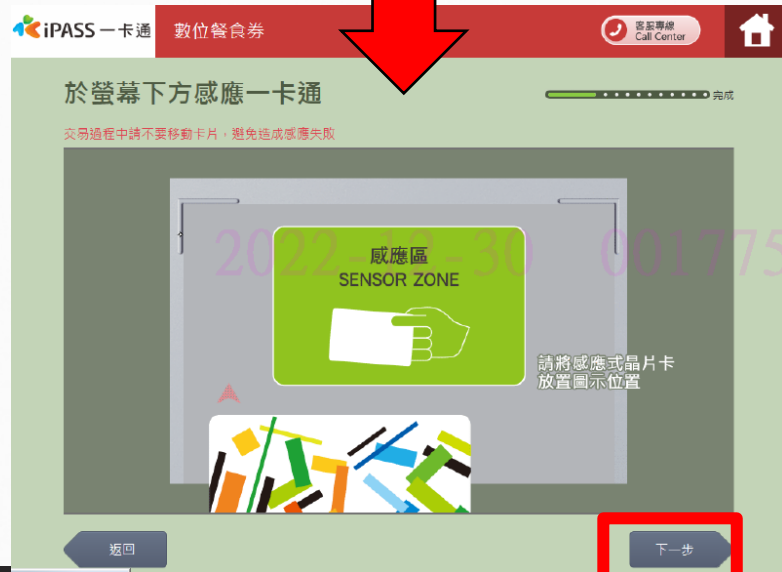 iPASS 一卡通
數位餐食券
客服專線
Call Center
於螢幕下方感應一卡通
完成
交易過程中請不要移動卡片，避免造成感應失敗
2022-12-30 001775
感應區
SENSOR ZONE
請將感應式晶片卡
放置圖示位置
返回
下一步